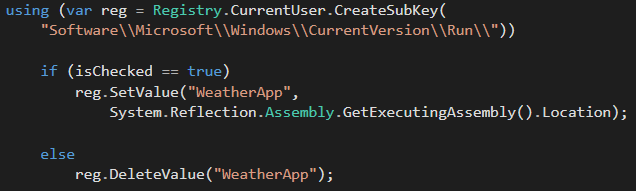 using (var reg = Registry.CurrentUser.CreateSubKey(
"Software\\Microsoft\\Windows\\CurrentVersion\\Run\\"))
if (isChecked == true)
reg.SetValue("WeatherApp",
System.Reflection.Assembly.GetExecutingAssembly().Location);
else
reg.DeleteValue("WeatherApp");